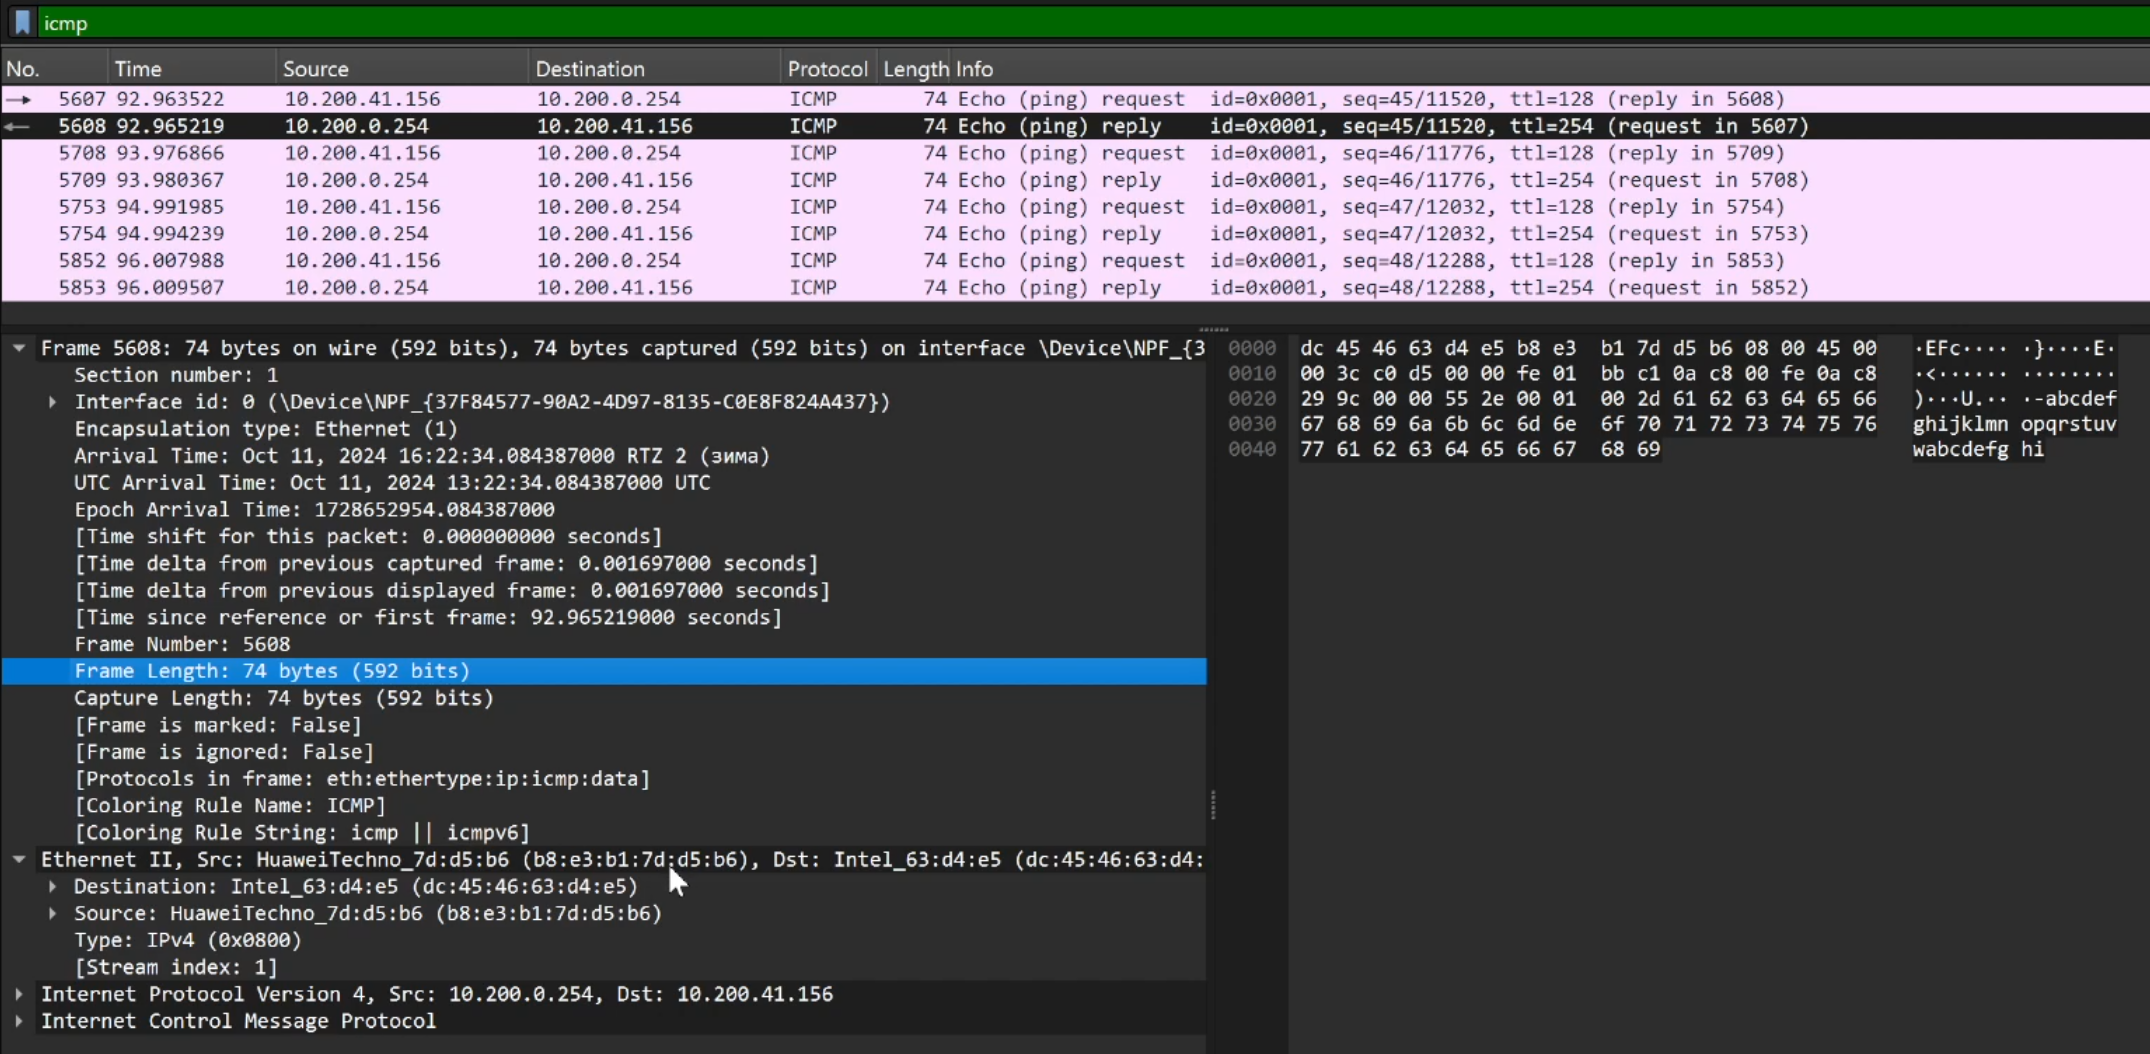 icmp
No. Time Source Destination Protocol Length Info
5607 92.963522 10.200.41.156 10.200.0.254 ICMP 74 Echo (ping) request id=0x0001, seq=45/11520, ttl=128 (reply in 5608)
5608 92.965219 10.200.0.254 10.200.41.156 ICMP 74 Echo (ping) reply id=0x0001, seq=45/11520, ttl=254 (request in 5607)
5708 93.976866 10.200.41.156 10.200.0.254 ICMP 74 Echo (ping) request id=0x0001, seq=46/11776, ttl=128 (reply in 5709)
5709 93.980367 10.200.0.254 10.200.41.156 ICMP 74 Echo (ping) reply id=0x0001, seq=46/11776, ttl=254 (request in 5708)
5753 94.991985 10.200.41.156 10.200.0.254 ICMP 74 Echo (ping) request id=0x0001, seq=47/12032, ttl=128 (reply in 5754)
5754 94.994239 10.200.0.254 10.200.41.156 ICMP 74 Echo (ping) reply id=0x0001, seq=47/12032, ttl=254 (request in 5753)
5852 96.007988 10.200.41.156 10.200.0.254 ICMP 74 Echo (ping) request id=0x0001, seq=48/12288, ttl=128 (reply in 5853)
5853 96.009507 10.200.0.254 10.200.41.156 ICMP 74 Echo (ping) reply id=0x0001, seq=48/12288, ttl=254 (request in 5852)
Frame 5608: 74 bytes on wire (592 bits), 74 bytes captured (592 bits) on interface \Device\NPF_{3
Section number: 1
Interface id: 0 (\Device\NPF_{37F84577-90A2-4D97-8135-C0E8F824A437})
Encapsulation type: Ethernet (1)
Arrival Time: Oct 11, 2024 16:22:34.084387000 RTZ 2 (зима)
UTC Arrival Time: Oct 11, 2024 13:22:34.084387000 UTC
Epoch Arrival Time: 1728652954.084387000
[Time shift for this packet: 0.000000000 seconds]
[Time delta from previous captured frame: 0.001697000 seconds]
[Time delta from previous displayed frame: 0.001697000 seconds]
[Time since reference or first frame: 92.965219000 seconds]
Frame Number: 5608
Frame Length: 74 bytes (592 bits)
Capture Length: 74 bytes (592 bits)
[Frame is marked: False]
[Frame is ignored: False]
[Protocols in frame: eth:ethertype:ip:icmp:data]
[Coloring Rule Name: ICMP]
[Coloring Rule String: icmp || icmpv6]
Ethernet II, Src: HuaweiTechno_7d:d5:b6 (b8:e3:b1:7d:d5:b6), Dst: Intel_63:d4:e5 (dc:45:46:63:d4:
Destination: Intel_63:d4:e5 (dc:45:46:63:d4:e5)
Source: HuaweiTechno_7d:d5:b6 (b8:e3:b1:7d:d5:b6)
Type: IPv4 (0x0800)
[Stream index: 1]
Internet Protocol Version 4, Src: 10.200.0.254, Dst: 10.200.41.156
Internet Control Message Protocol
0000 dc 45 46 63 d4 e5 b8 e3 b1 7d d5 b6 08 00 45 00 ·EFc···· ·}····E·
0010 00 3c c0 d5 00 00 fe 01 bb c1 0a c8 00 fe 0a c8 ·<······ ········
0020 29 9c 00 00 55 2e 00 01 00 2d 61 62 63 64 65 66 )···U.·· ·-abcdef
0030 67 68 69 6a 6b 6c 6d 6e 6f 70 71 72 73 74 75 76 ghijklmn opqrstuv
0040 77 61 62 63 64 65 66 67 68 69 wabcdefg hi